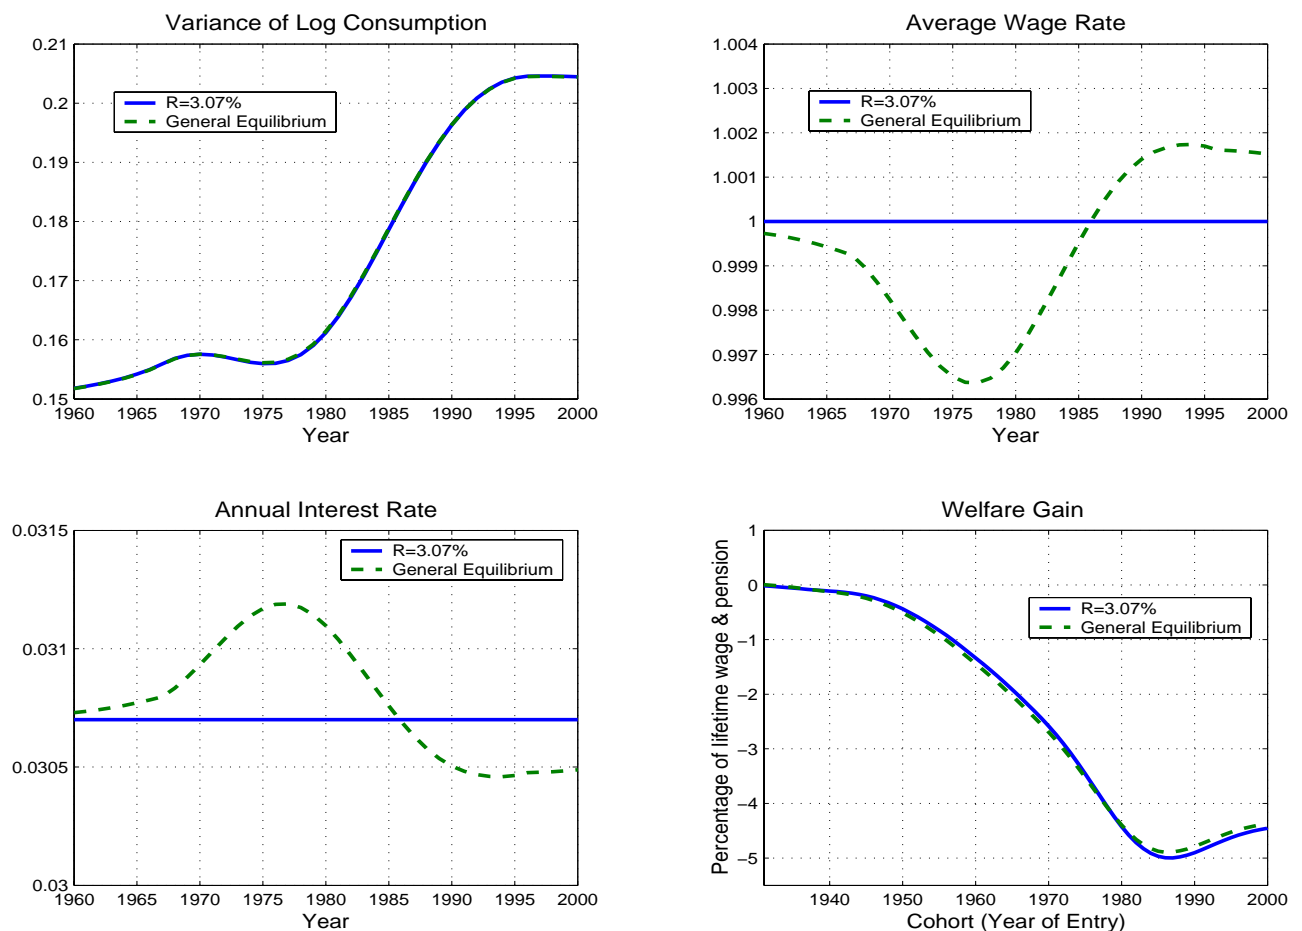 Variance of Log Consumption
0.21
0.2
0.19
0.18
0.17
0.16
0.15
R=3.07%
General Equilibrium
1960 1965 1970 1975 1980 1985 1990 1995 2000
Year
Average Wage Rate
1.004
1.003
1.002
1.001
1
0.999
0.998
0.997
0.996
R=3.07%
General Equilibrium
1960 1965 1970 1975 1980 1985 1990 1995 2000
Year
Annual Interest Rate
0.0315
0.031
0.0305
0.03
R=3.07%
General Equilibrium
1960 1965 1970 1975 1980 1985 1990 1995 2000
Year
Welfare Gain
Percentage of lifetime wage & pension
1
0
−1
−2
−3
−4
−5
R=3.07%
General Equilibrium
1940 1950 1960 1970 1980 1990 2000
Cohort (Year of Entry)